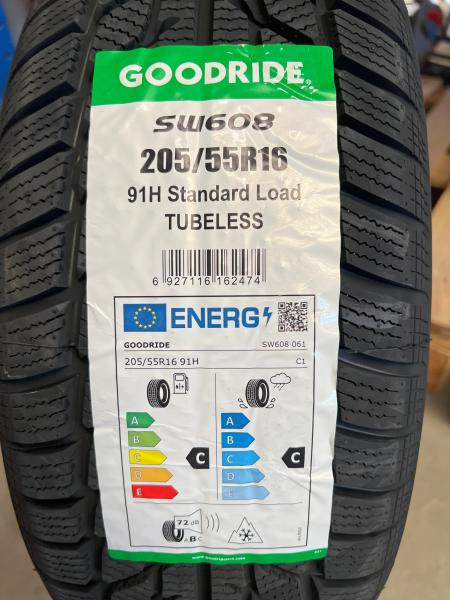 GOODRIDE®
SW608
205/55R16
91H Standard Load
TUBELESS
6 927116 162474
ENERG
GOODRIDE SW608 061
205/55R16 91H C1
A A
B B
C C C C
D D
E E
72 dB
ABC